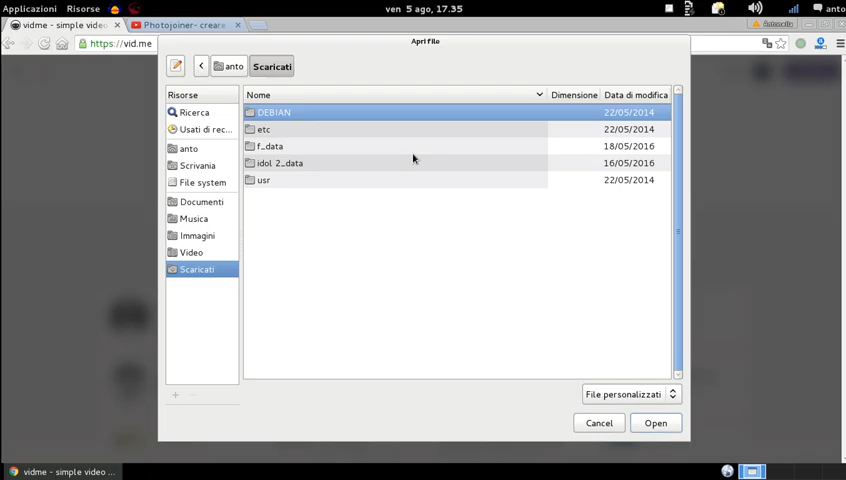 Applicazioni Risorse ven 5 ago, 17.35 anto
vidme - simple video Photojoiner- creare
Antonella
https://vid.me
Apri file
anto Scaricati
Risorse Nome Dimensione Data di modifica
Ricerca DEBIAN 22/05/2014
Usati di rec... etc 22/05/2014
anto f_data 18/05/2016
Scrivania idol 2_data 16/05/2016
File system usr 22/05/2014
Documenti
Musica
Immagini
Video
Scaricati
File personalizzati
Cancel Open
vidme - simple video ...